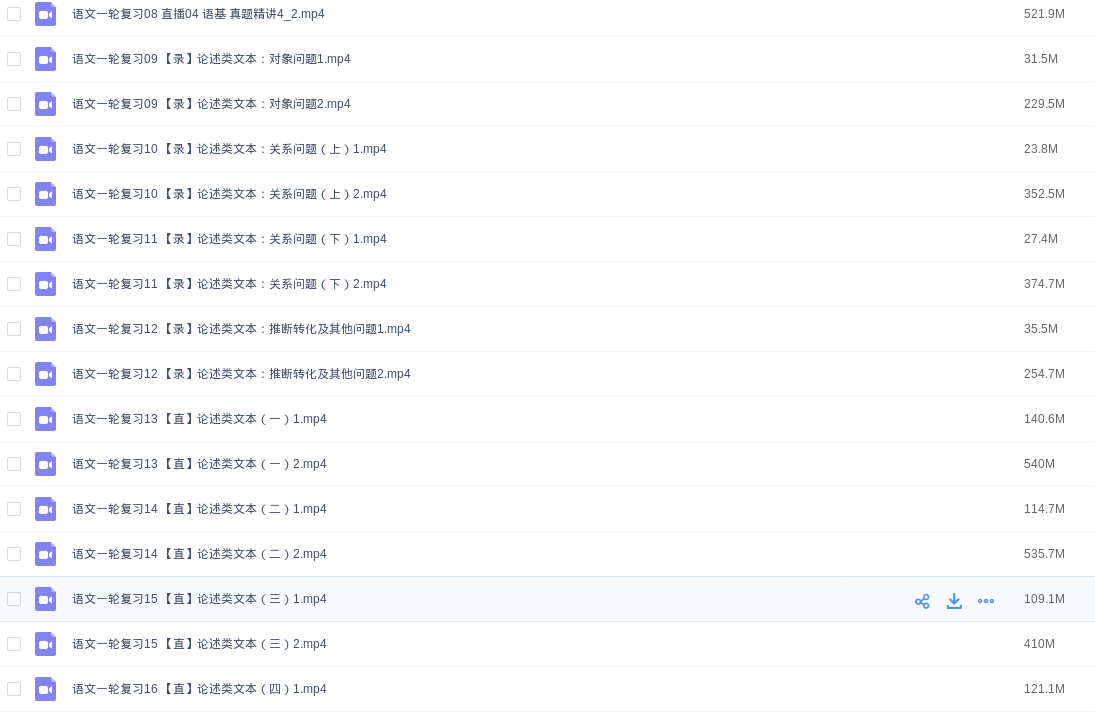 语文一轮复习08 直播04 语基 真题精讲4_2.mp4 521.9M
语文一轮复习09 【录】论述类文本：对象问题1.mp4 31.5M
语文一轮复习09 【录】论述类文本：对象问题2.mp4 229.5M
语文一轮复习10 【录】论述类文本：关系问题（上）1.mp4 23.8M
语文一轮复习10 【录】论述类文本：关系问题（上）2.mp4 352.5M
语文一轮复习11 【录】论述类文本：关系问题（下）1.mp4 27.4M
语文一轮复习11 【录】论述类文本：关系问题（下）2.mp4 374.7M
语文一轮复习12 【录】论述类文本：推断转化及其他问题1.mp4 35.5M
语文一轮复习12 【录】论述类文本：推断转化及其他问题2.mp4 254.7M
语文一轮复习13 【直】论述类文本（一）1.mp4 140.6M
语文一轮复习13 【直】论述类文本（一）2.mp4 540M
语文一轮复习14 【直】论述类文本（二）1.mp4 114.7M
语文一轮复习14 【直】论述类文本（二）2.mp4 535.7M
语文一轮复习15 【直】论述类文本（三）1.mp4 109.1M
语文一轮复习15 【直】论述类文本（三）2.mp4 410M
语文一轮复习16 【直】论述类文本（四）1.mp4 121.1M